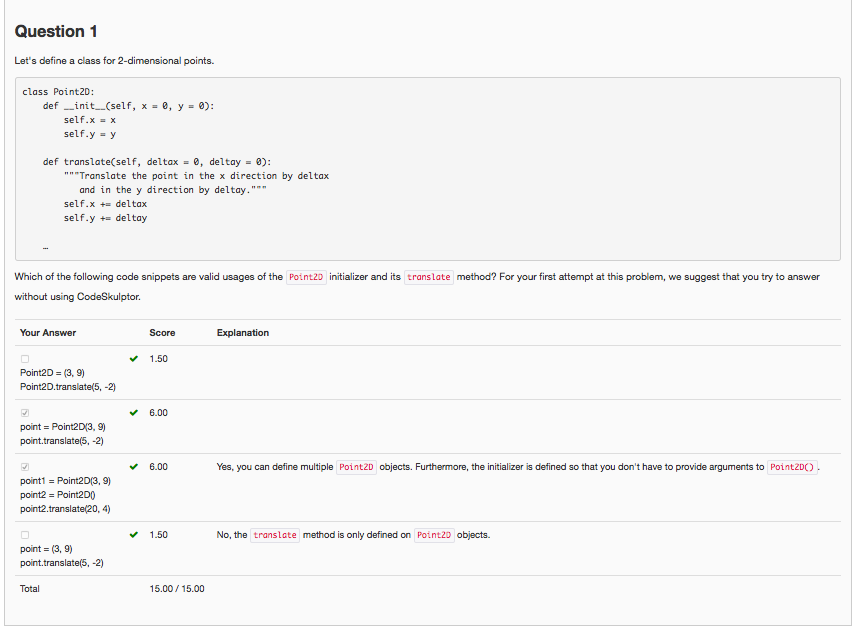 Question 1
Let's define a class for 2-dimensional points.
class Point2D:
    def __init__(self, x = 0, y = 0):
        self.x = x
        self.y = y
    def translate(self, deltax = 0, deltay = 0):
        """Translate the point in the x direction by deltax
           and in the y direction by deltay."""
        self.x += deltax
        self.y += deltay
    …
Which of the following code snippets are valid usages of the Point2D initializer and its translate method? For your first attempt at this problem, we suggest that you try to answer
without using CodeSkulptor.
Your Answer Score Explanation
✔ 1.50
Point2D = (3, 9)
Point2D.translate(5, -2)
✔ 6.00
point = Point2D(3, 9)
point.translate(5, -2)
✔ 6.00 Yes, you can define multiple Point2D objects. Furthermore, the initializer is defined so that you don't have to provide arguments to Point2D().
point1 = Point2D(3, 9)
point2 = Point2D()
point2.translate(20, 4)
✔ 1.50 No, the translate method is only defined on Point2D objects.
point = (3, 9)
point.translate(5, -2)
Total 15.00 / 15.00